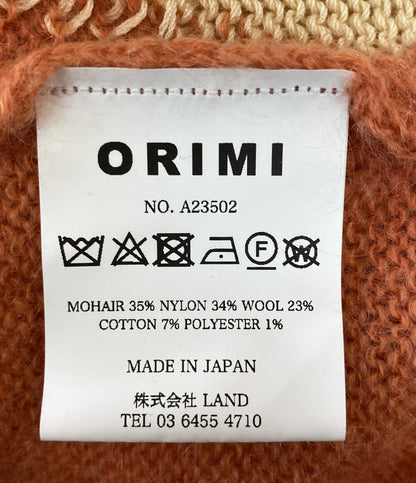 ORIMI
NO. A23502
F
W
MOHAIR 35% NYLON 34% WOOL 23%
COTTON 7% POLYESTER 1%
MADE IN JAPAN
株式会社 LAND
TEL 03 6455 4710